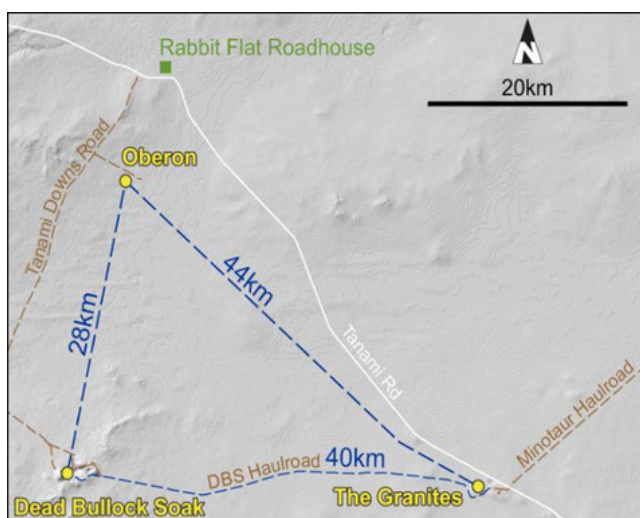 Rabbit Flat Roadhouse
N
20km
Oberon
Tanami Downs Road
44km
28km
Tanami Rd
Minotaur Haulroad
DBS Haulroad 40km
The Granites
Dead Bullock Soak